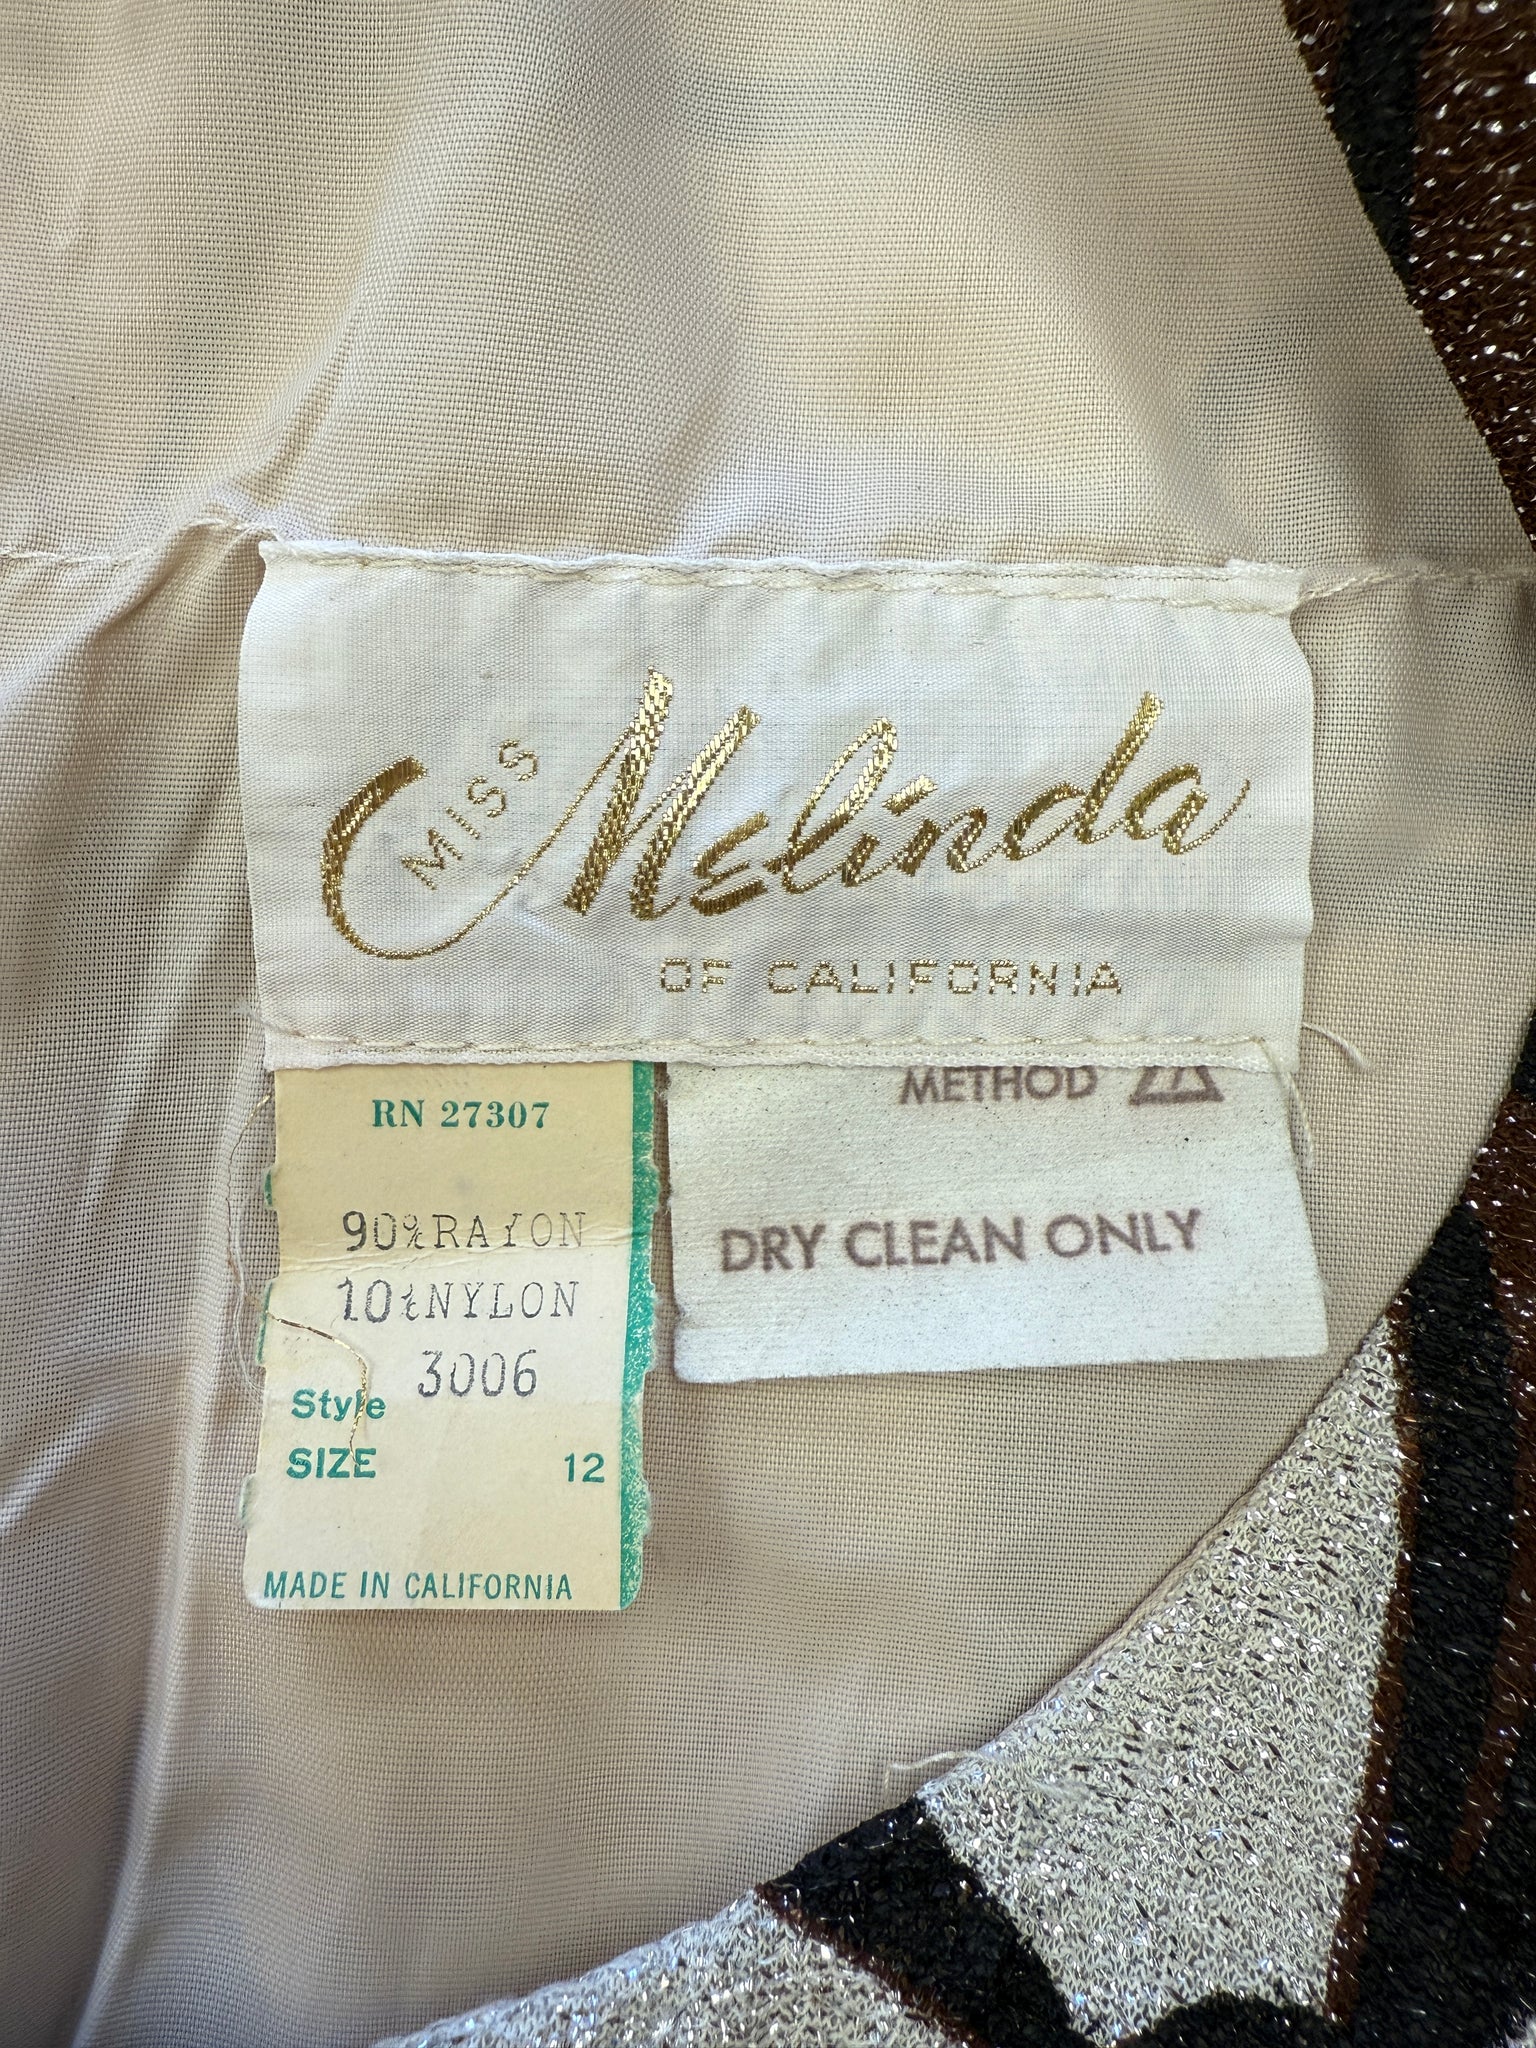 MISS Melinda
OF CALIFORNIA
RN 27307
90% RAYON
10% NYLON
Style 3006
SIZE 12
MADE IN CALIFORNIA
METHOD
DRY CLEAN ONLY